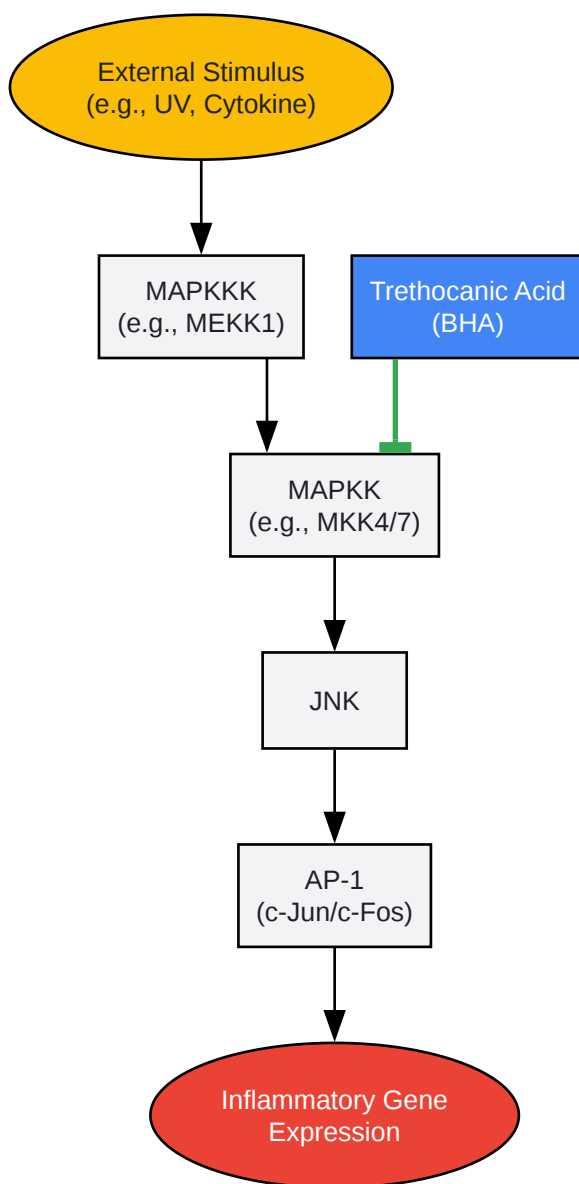 External Stimulus
(e.g., UV, Cytokine)
MAPKKK
(e.g., MEKK1)
Trethocanic Acid
(BHA)
MAPKK
(e.g., MKK4/7)
JNK
AP-1
(c-Jun/c-Fos)
Inflammatory Gene
Expression